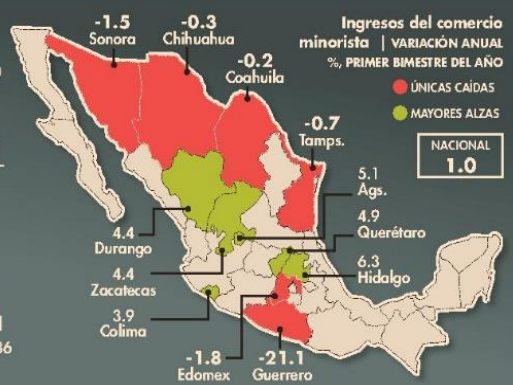 Ingresos del comercio
minorista | VARIACIÓN ANUAL
%, PRIMER BIMESTRE DEL AÑO
ÚNICAS CAÍDAS
MAYORES ALZAS
NACIONAL
1.0
-1.5
Sonora
-0.3
Chihuahua
-0.2
Coahuila
-0.7
Tamps.
5.1
Ags.
4.9
Querétaro
6.3
Hidalgo
4.4
Durango
4.4
Zacatecas
3.9
Colima
-1.8
Edomex
-21.1
Guerrero